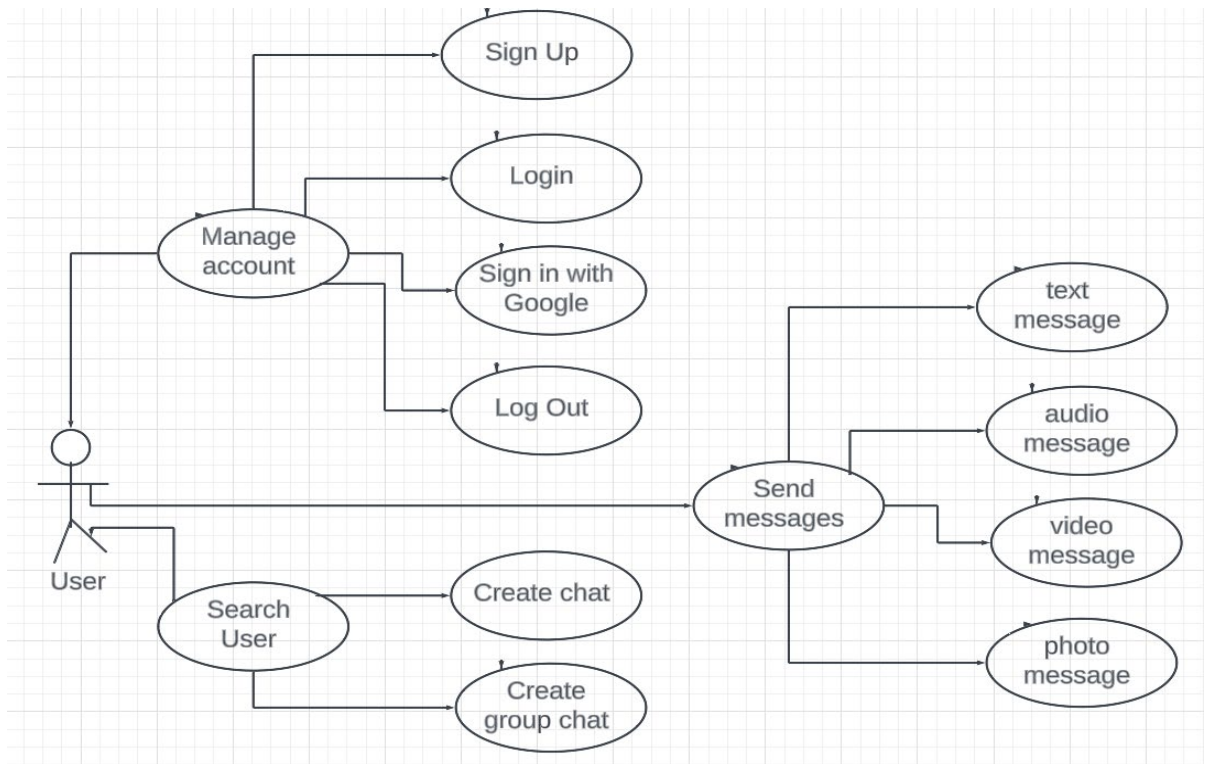 Sign Up
Login
Manage
account
Sign in with
Google
Log Out
text
message
audio
message
Send
messages
video
message
User
Search
User
Create chat
photo
message
Create
group chat